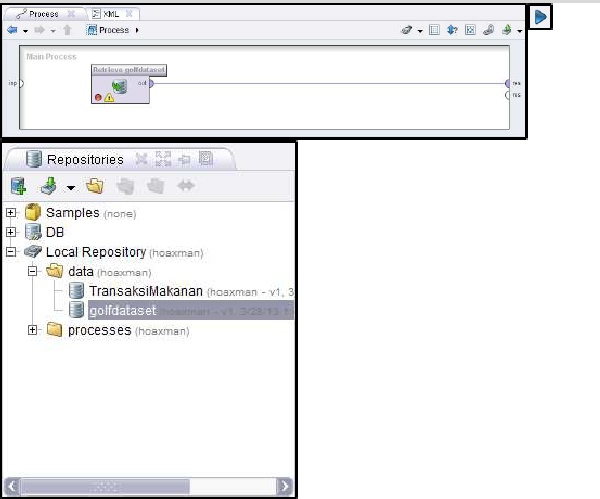 Process XML
Process
Main Process
Retrieve golfdataset
inp out res
res
Repositories
Samples (none)
DB
Local Repository (hoaxman)
data (hoaxman)
TransaksiMakanan (hoaxman - v1, 3
golfdataset (hoaxman - v1, 3/23/13 1
processes (hoaxman)